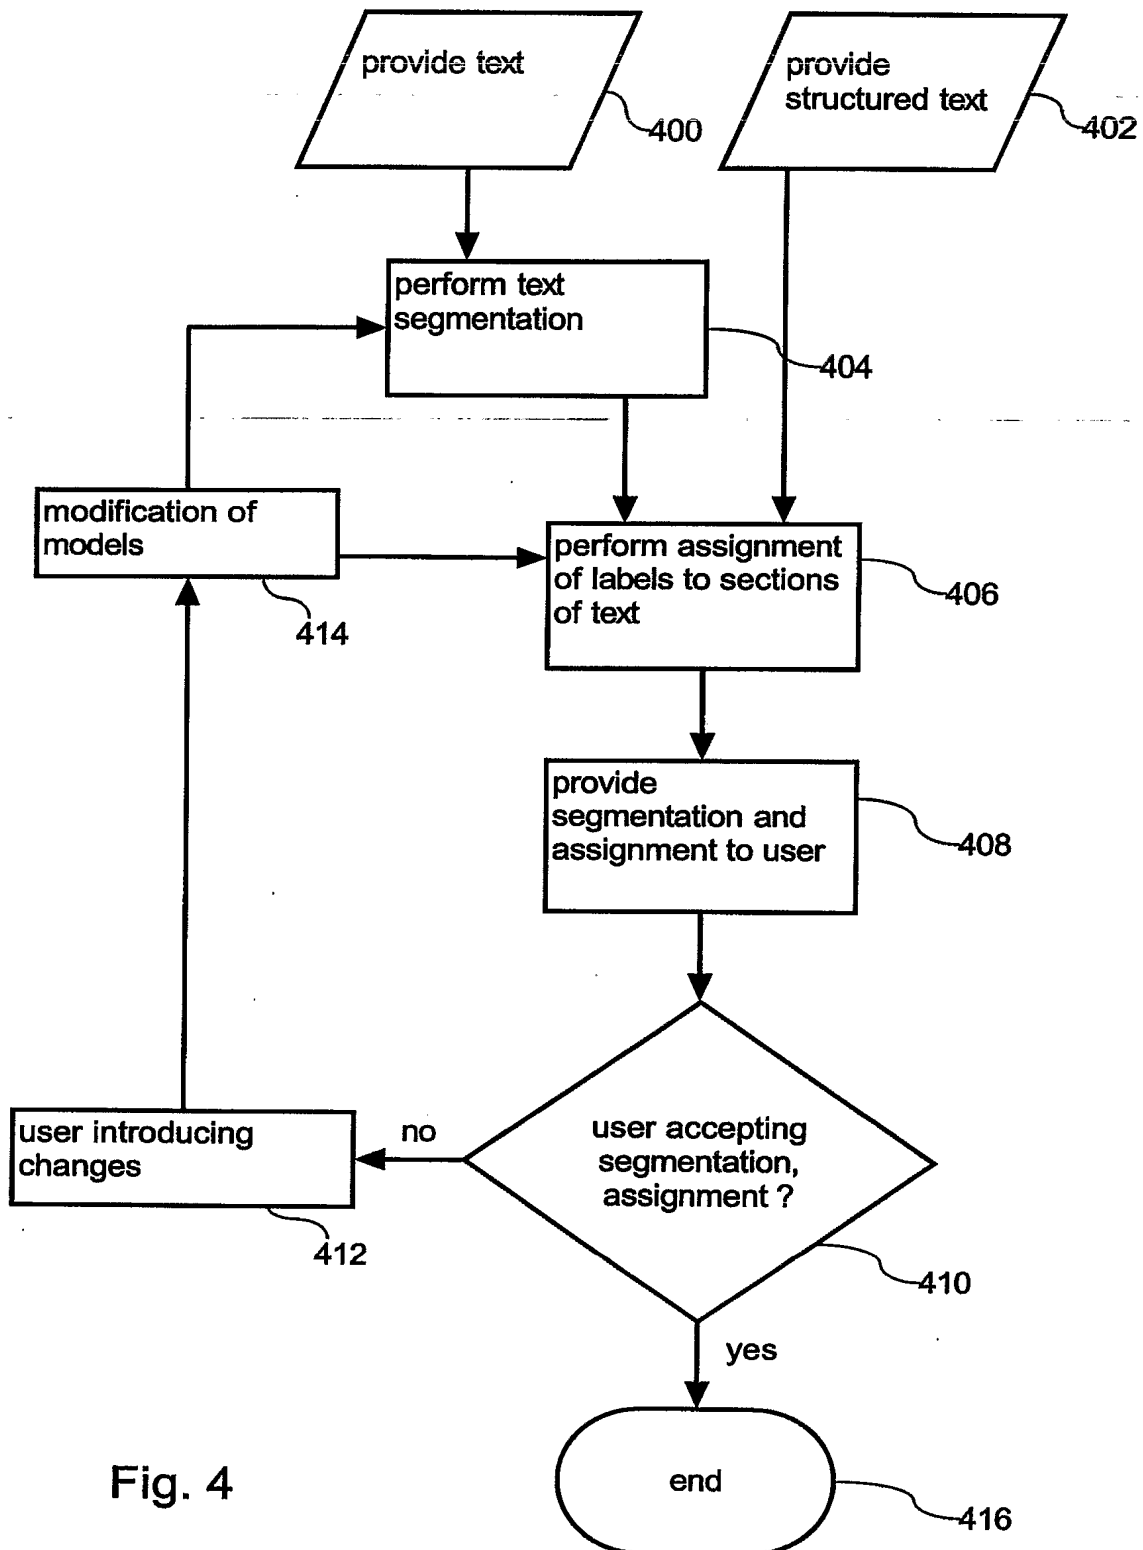 provide text
400
provide
structured text
402
perform text
segmentation
404
modification of
models
414
perform assignment
of labels to sections
of text
406
provide
segmentation and
assignment to user
408
user accepting
segmentation,
assignment ?
410
no
user introducing
changes
412
yes
end
416
Fig. 4